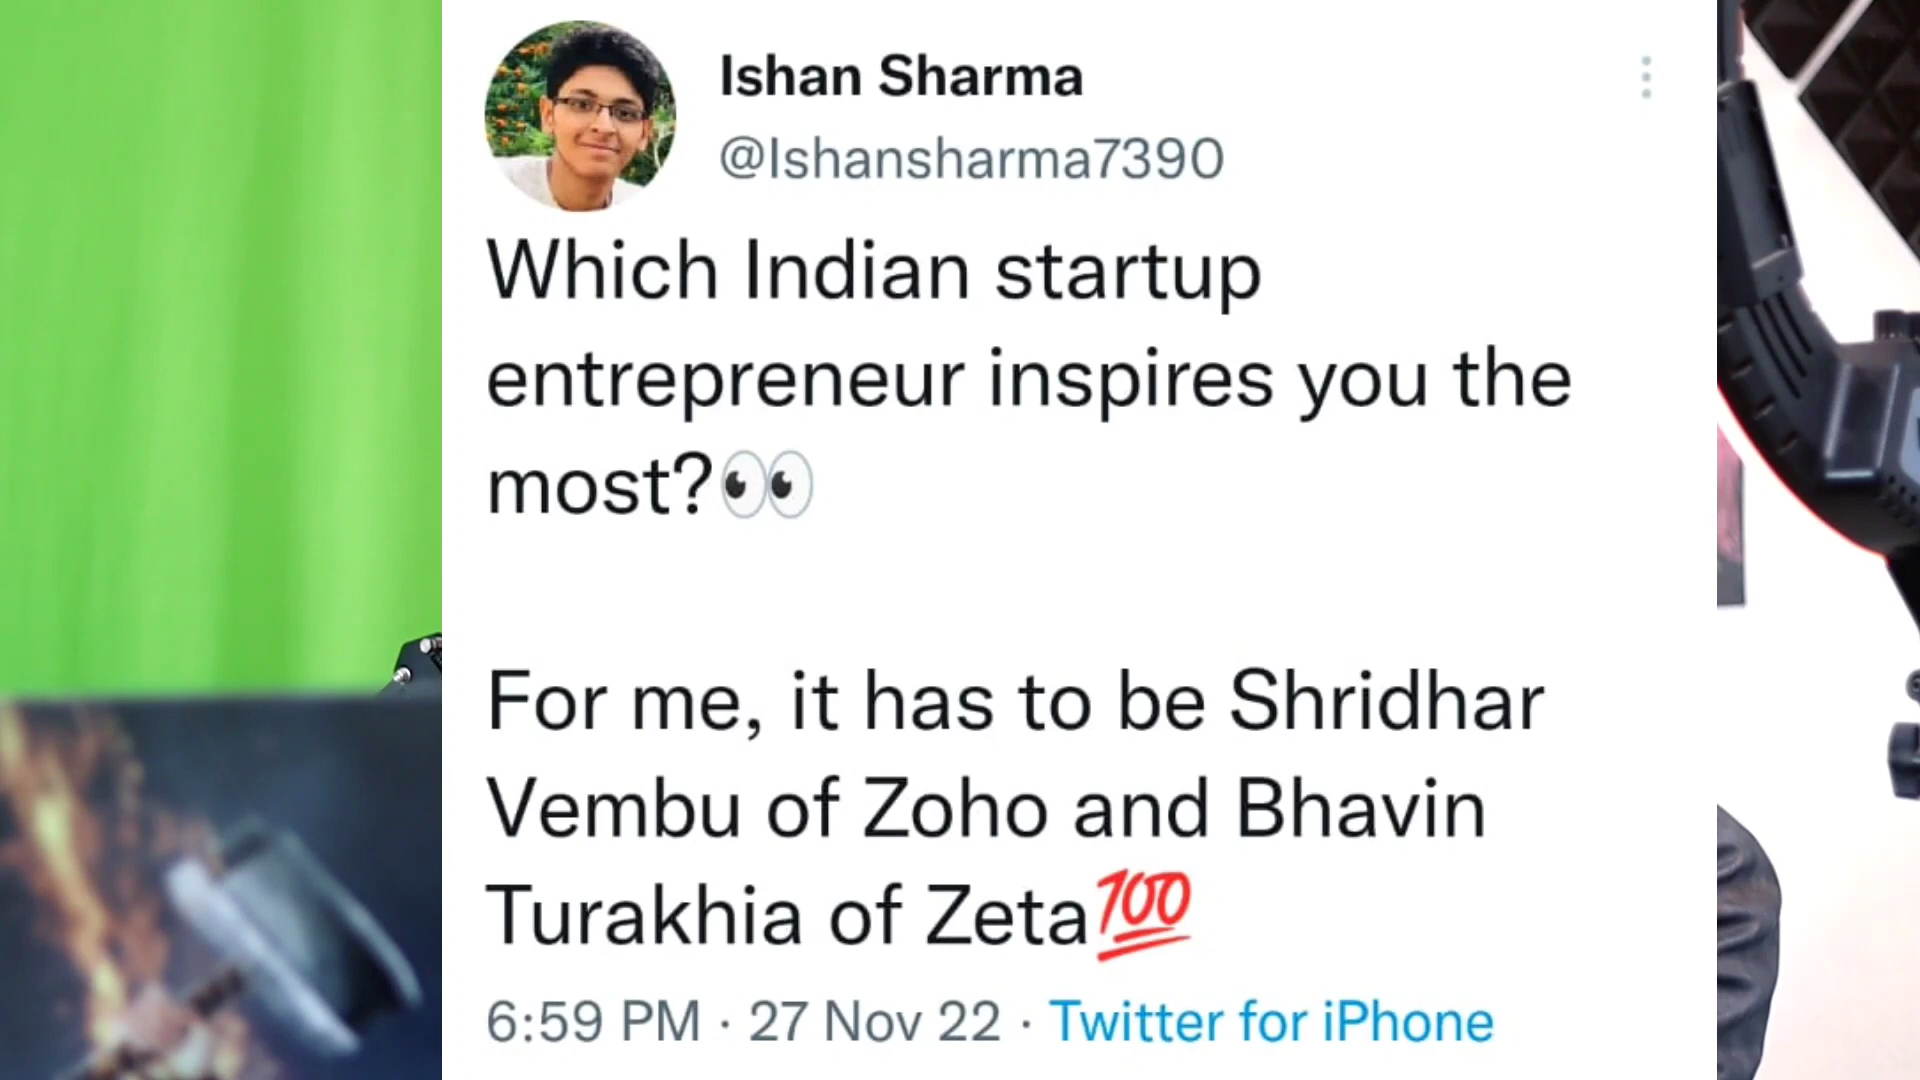 Ishan Sharma
@Ishansharma7390
Which Indian startup
entrepreneur inspires you the
most?👀
For me, it has to be Shridhar
Vembu of Zoho and Bhavin
Turakhia of Zeta💯
6:59 PM · 27 Nov 22 · Twitter for iPhone